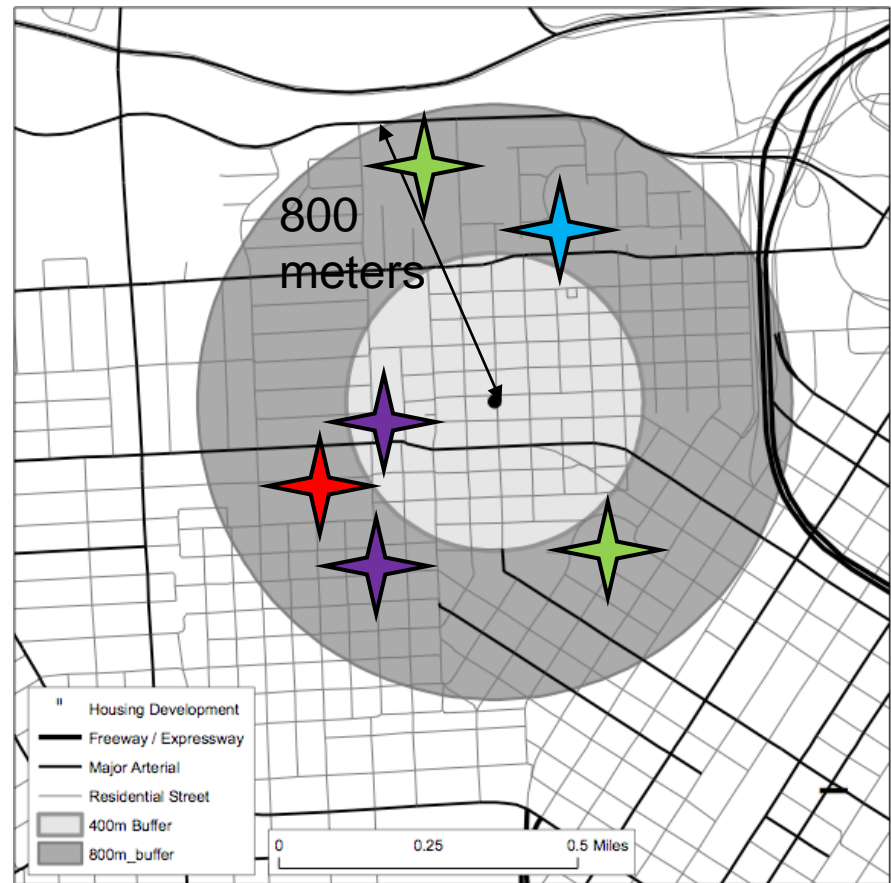 800
meters
Housing Development
Freeway / Expressway
Major Arterial
Residential Street
400m Buffer
800m_buffer
0 0.25 0.5 Miles